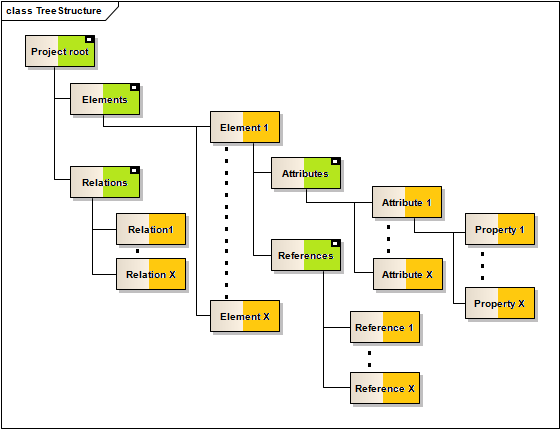 class TreeStructure
Project root
Elements
Element 1
Attributes
Relations
Attribute 1
Relation1
Property 1
References
Relation X
Attribute X
Property X
Element X
Reference 1
Reference X